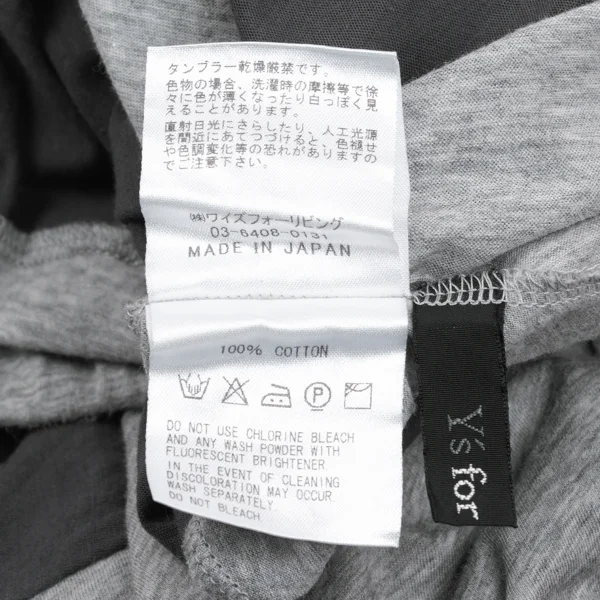 タンブラー乾燥厳禁です。
色物の場合、洗濯時の摩擦等で徐
々に色が薄くなったり白っぽく見
えることがあります。
直射日光にさらしたり、人工光源
を間近にあてつづけると、色褪せ
や色調変化等の恐れがありますの
でご注意下さい。
㈱ワイズフォーリビング
03-6408-0131
MADE IN JAPAN
100% COTTON
P
DO NOT USE CHLORINE BLEACH
AND ANY WASH POWDER WITH
FLUORESCENT BRIGHTENER.
IN THE EVENT OF CLEANING
DISCOLORATION MAY OCCUR.
WASH SEPARATELY.
DO NOT BLEACH.
Y's for